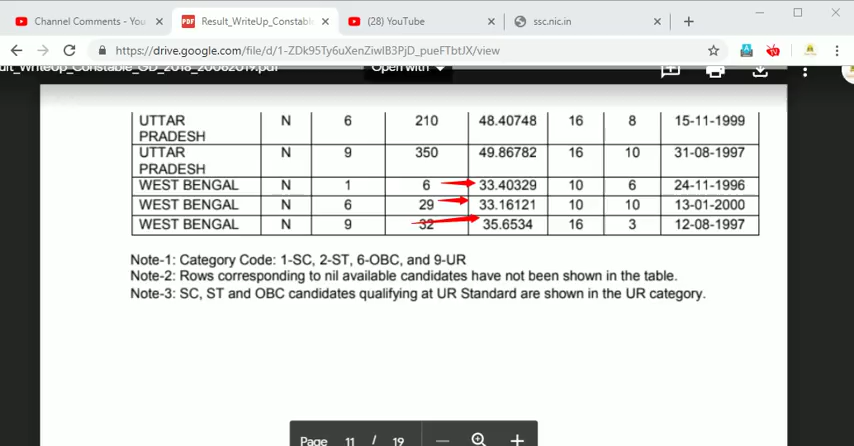 Channel Comments - You
Result_WriteUp_Constable
(28) YouTube
ssc.nic.in
https://drive.google.com/file/d/1-ZDk95Ty6uXenZiwIB3PjD_pueFTbtJX/view
ult_WriteUp_Constable_GD_2018_20062019.pdf Open with
UTTAR PRADESH N 6 210 48.40748 16 8 15-11-1999
UTTAR PRADESH N 9 350 49.86782 16 10 31-08-1997
WEST BENGAL N 1 6 33.40329 10 6 24-11-1996
WEST BENGAL N 6 29 33.16121 10 10 13-01-2000
WEST BENGAL N 9 32 35.6534 16 3 12-08-1997
Note-1: Category Code: 1-SC, 2-ST, 6-OBC, and 9-UR
Note-2: Rows corresponding to nil available candidates have not been shown in the table.
Note-3: SC, ST and OBC candidates qualifying at UR Standard are shown in the UR category.
Page 11 / 19